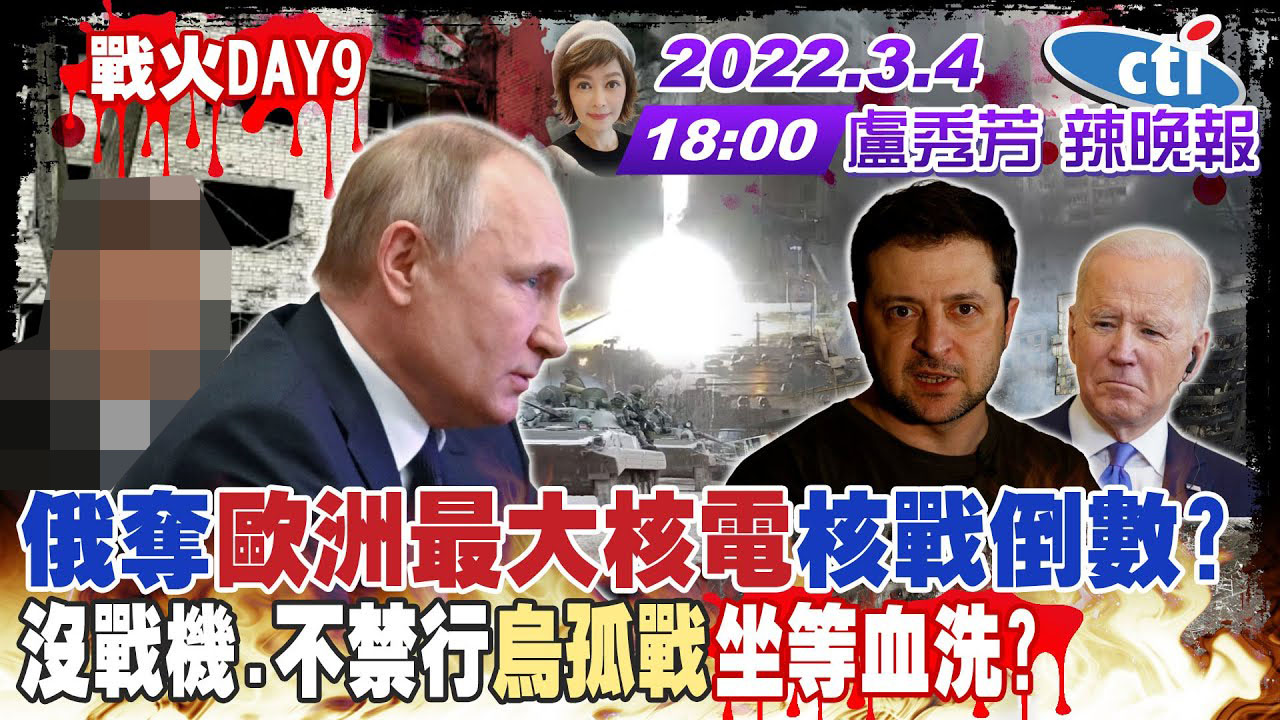 戰火DAY9
2022.3.4
cti
18:00 盧秀芳 辣晚報
俄奪歐洲最大核電核戰倒數?
沒戰機.不禁行烏孤戰坐等血洗?